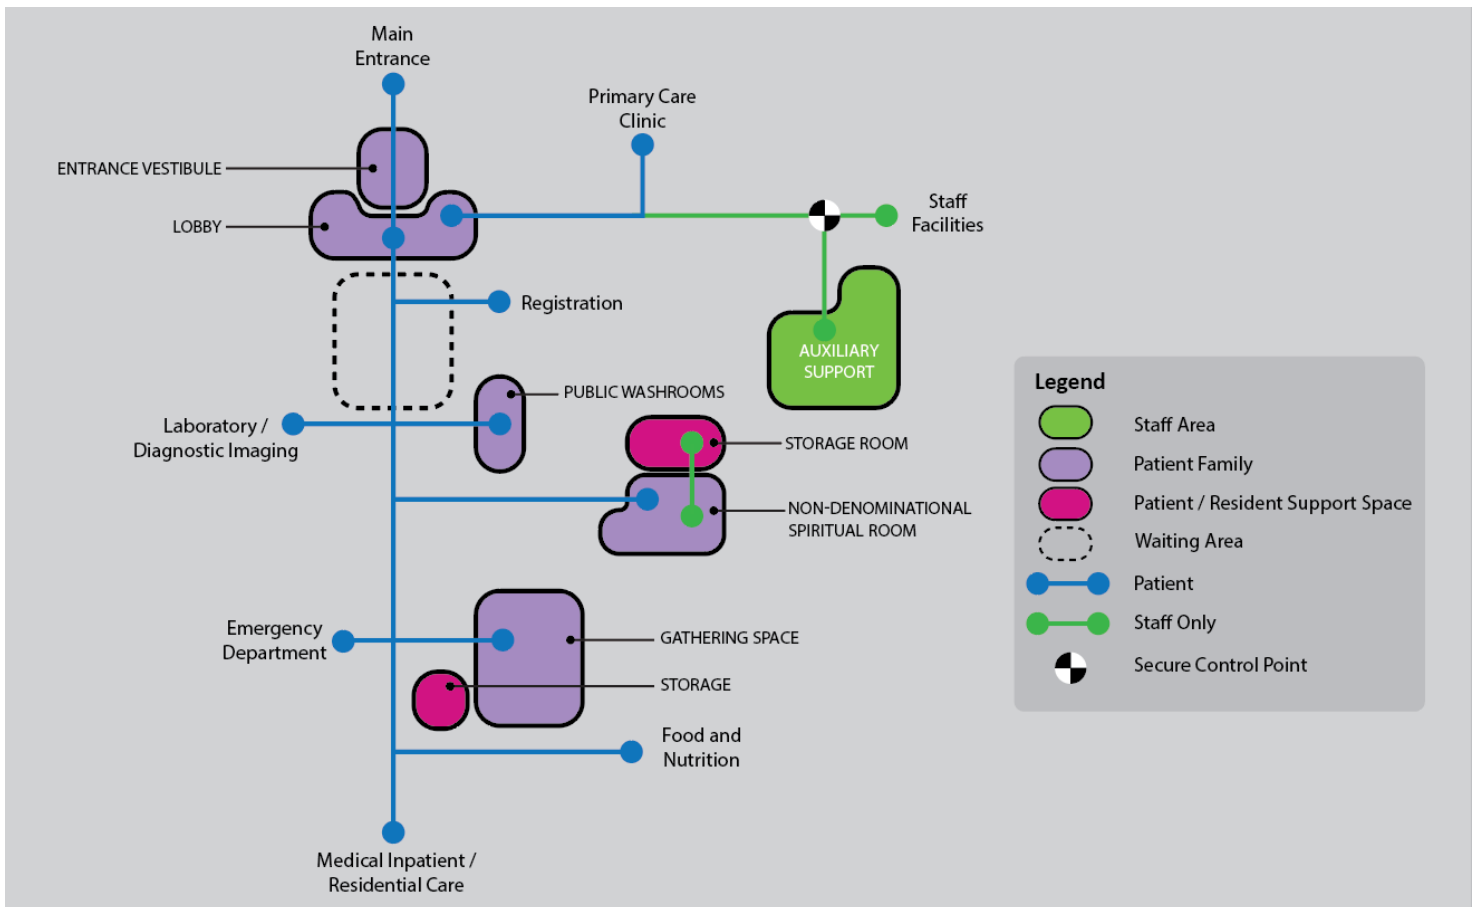 Main
Entrance
Primary Care
Clinic
ENTRANCE VESTIBULE
LOBBY
Staff
Facilities
Registration
AUXILIARY
SUPPORT
PUBLIC WASHROOMS
Laboratory /
Diagnostic Imaging
STORAGE ROOM
NON-DENOMINATIONAL
SPIRITUAL ROOM
Emergency
Department
GATHERING SPACE
STORAGE
Food and
Nutrition
Medical Inpatient /
Residential Care
Legend
Staff Area
Patient Family
Patient / Resident Support Space
Waiting Area
Patient
Staff Only
Secure Control Point